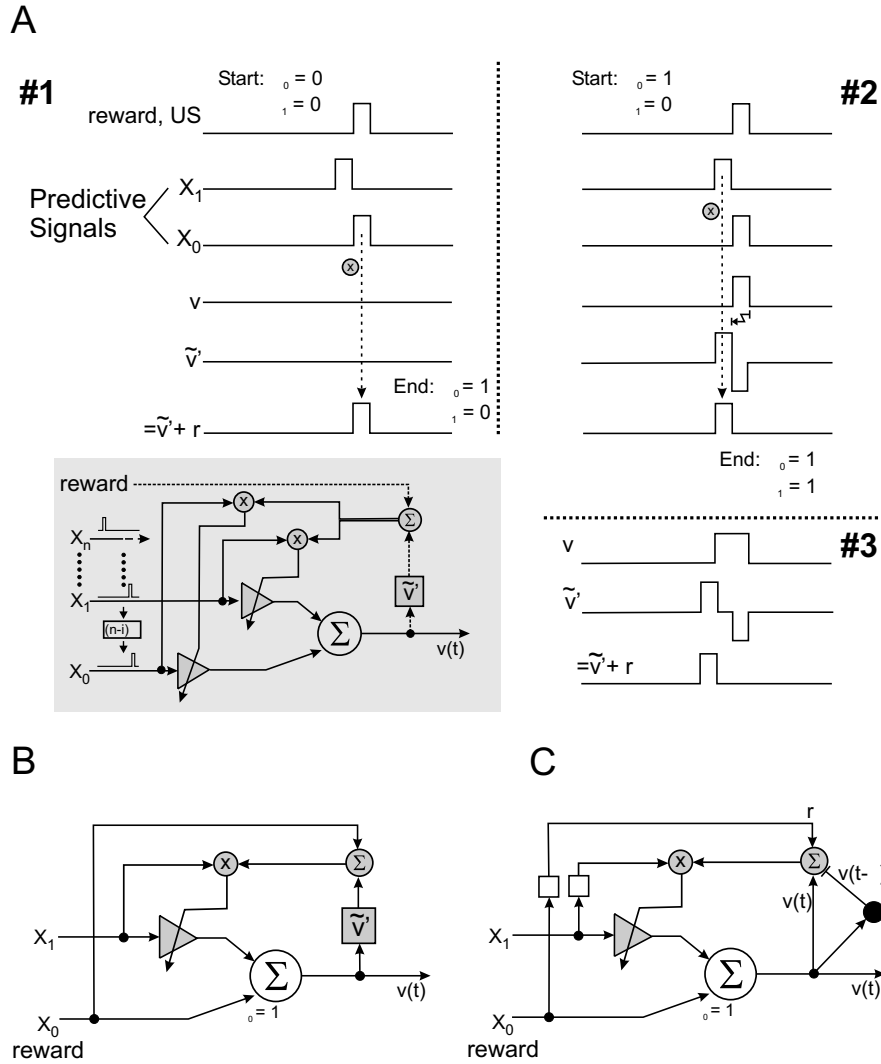 A
#1
Start: ₀ = 0
₁ = 0
reward, US
X₁
Predictive
Signals
X₀
x
v
ṽ'
End: ₀ = 1
₁ = 0
=ṽ'+ r
#2
Start: ₀ = 1
₁ = 0
x
End: ₀ = 1
₁ = 1
#3
v
ṽ'
=ṽ'+ r
reward
x
Σ
Xₙ
x
X₁
ṽ'
(n-i)
Σ
v(t)
X₀
B
x
Σ
ṽ'
X₁
Σ
v(t)
X₀
₀ = 1
reward
C
r
x
Σ
v(t-
v(t)
X₁
Σ
v(t)
X₀
₀ = 1
reward